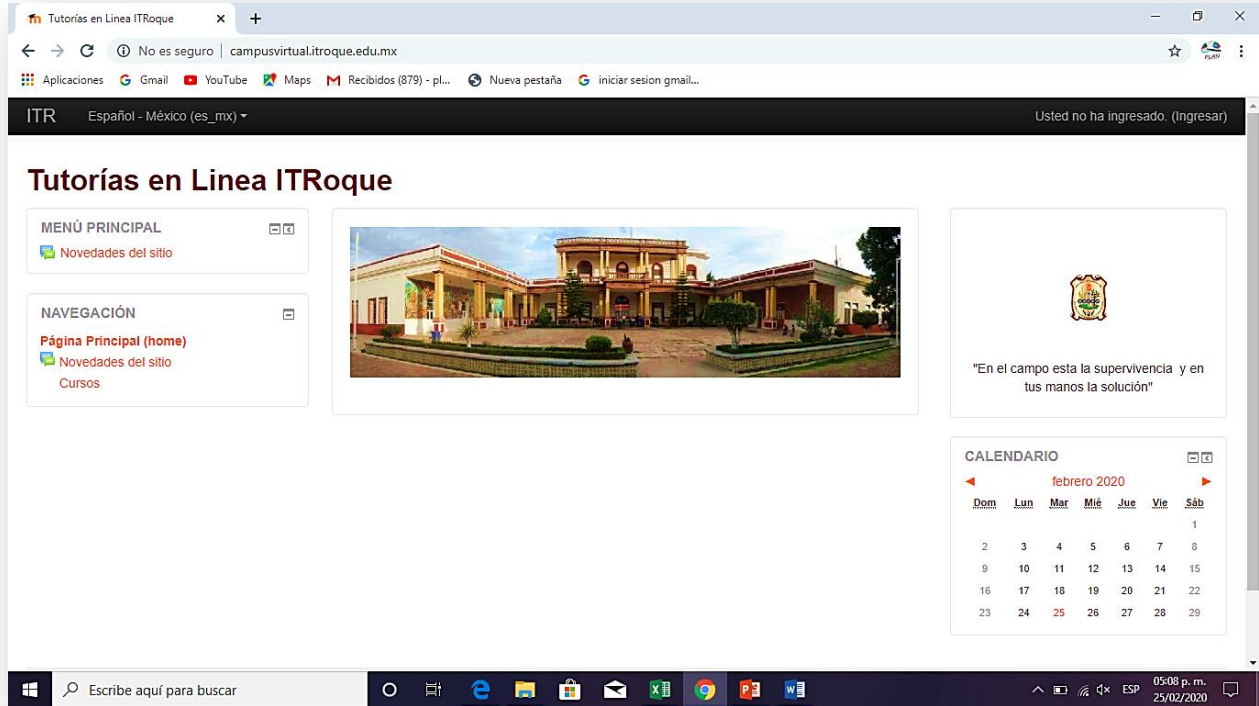 Tutorías en Linea ITRoque
No es seguro | campusvirtual.itroque.edu.mx
Aplicaciones Gmail YouTube Maps Recibidos (879) - pl... Nueva pestaña iniciar sesion gmail...
ITR Español - México (es_mx) Usted no ha ingresado. (Ingresar)
Tutorías en Linea ITRoque
MENÚ PRINCIPAL
Novedades del sitio
NAVEGACIÓN
Página Principal (home)
Novedades del sitio
Cursos
"En el campo esta la supervivencia y en
tus manos la solución"
CALENDARIO
febrero 2020
Dom Lun Mar Mié Jue Vie Sáb
1
2 3 4 5 6 7 8
9 10 11 12 13 14 15
16 17 18 19 20 21 22
23 24 25 26 27 28 29
Escribe aquí para buscar
ESP
05:08 p. m.
25/02/2020